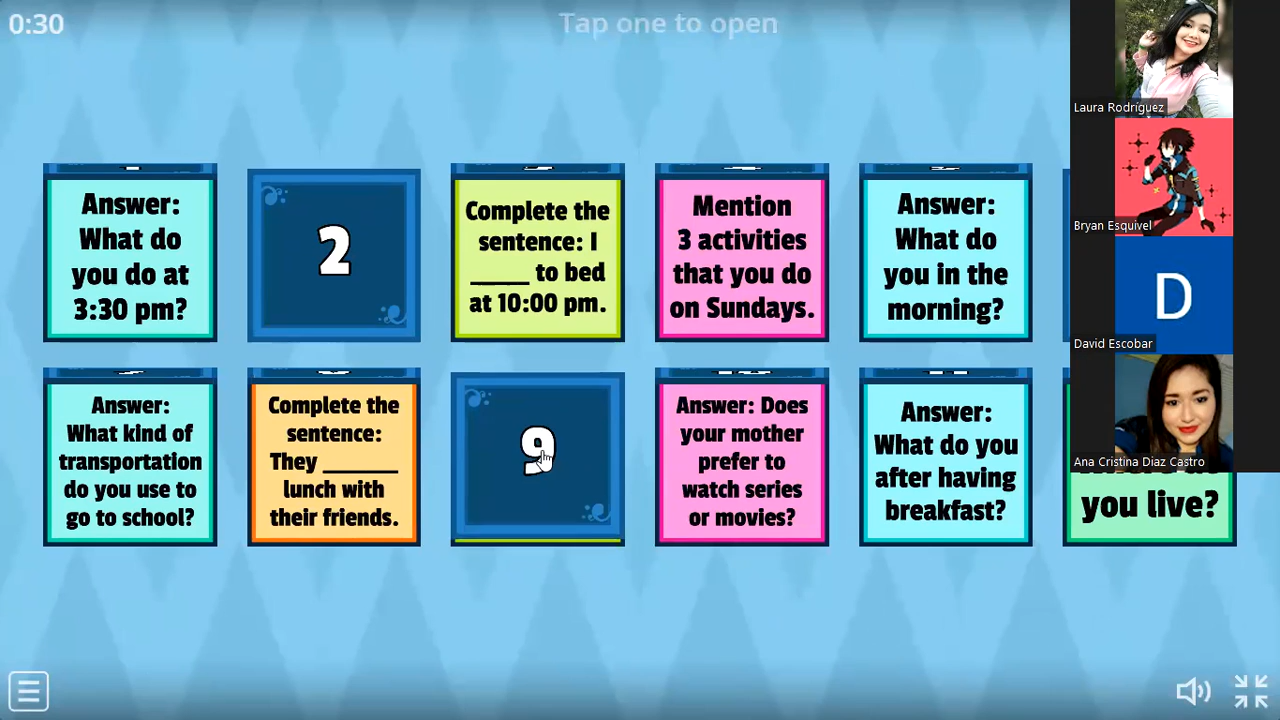 0:30
Tap one to open
Answer:
What do
you do at
3:30 pm?
2
Complete the
sentence: I
_____ to bed
at 10:00 pm.
Mention
3 activities
that you do
on Sundays.
Answer:
What do
you in the
morning?
Answer:
What kind of
transportation
do you use to
go to school?
Complete the
sentence:
They _______
lunch with
their friends.
9
Answer: Does
your mother
prefer to
watch series
or movies?
Answer:
What do you
after having
breakfast?
you live?
Laura Rodríguez
Bryan Esquivel
D
David Escobar
Ana Cristina Diaz Castro